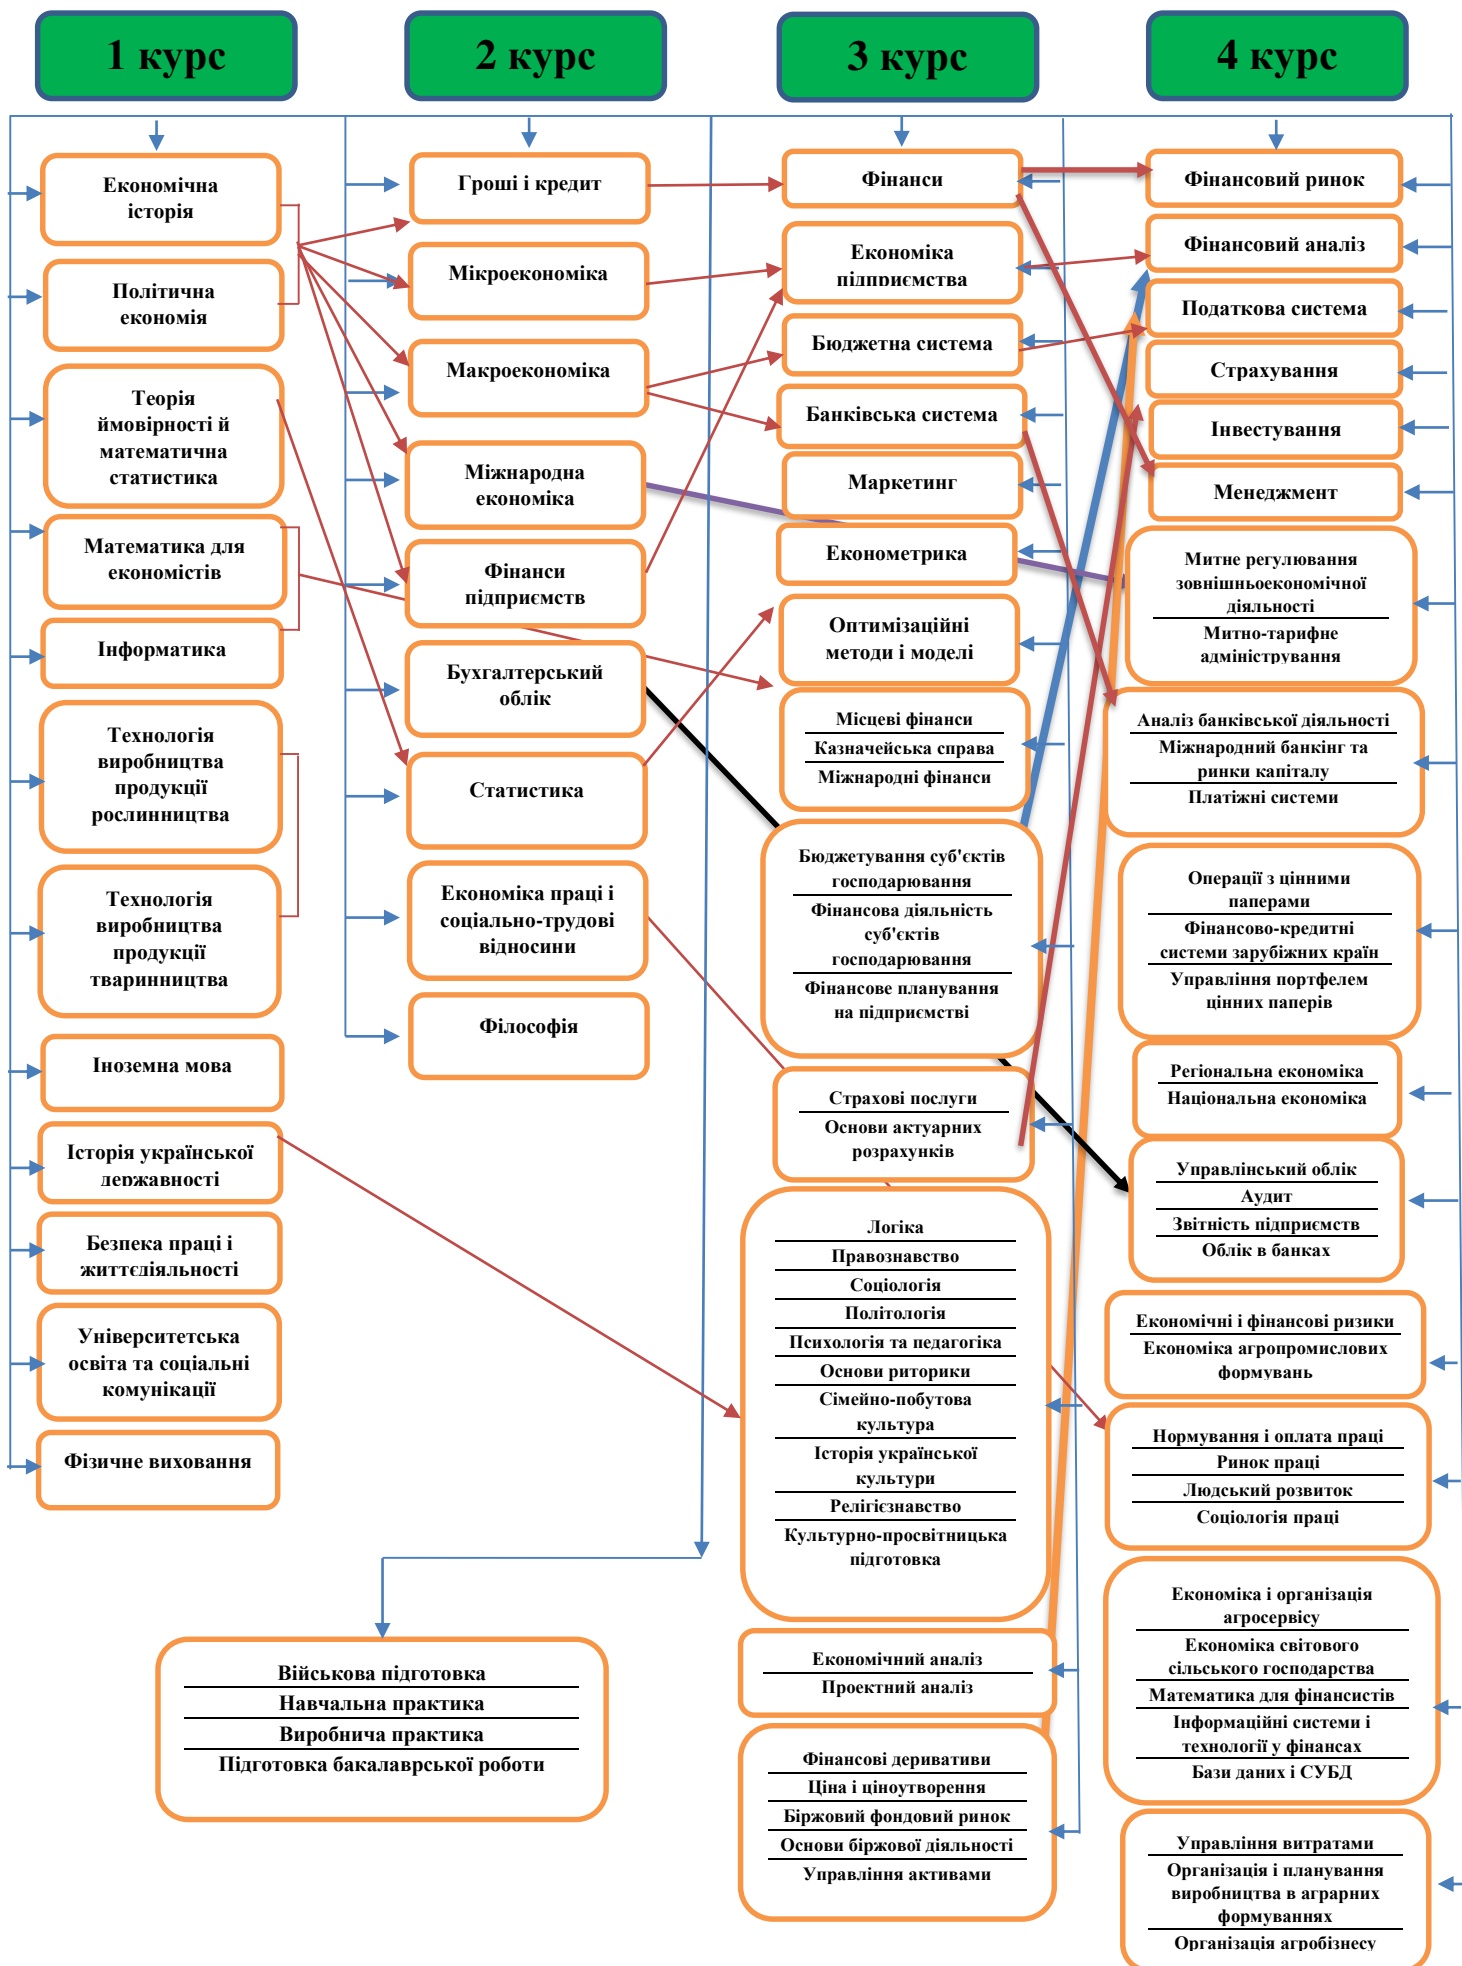 1 курс
2 курс
3 курс
4 курс
Економічна
історія
Політична
економія
Теорія
ймовірності й
математична
статистика
Математика для
економістів
Інформатика
Технологія
виробництва
продукції
рослинництва
Технологія
виробництва
продукції
тваринництва
Іноземна мова
Історія української
державності
Безпека праці і
життєдіяльності
Університетська
освіта та соціальні
комунікації
Фізичне виховання
Гроші і кредит
Мікроекономіка
Макроекономіка
Міжнародна
економіка
Фінанси
підприємств
Бухгалтерський
облік
Статистика
Економіка праці і
соціально-трудові
відносини
Філософія
Військова підготовка
Навчальна практика
Виробнича практика
Підготовка бакалаврської роботи
Фінанси
Економіка
підприємства
Бюджетна система
Банківська система
Маркетинг
Економетрика
Оптимізаційні
методи і моделі
Місцеві фінанси
Казначейська справа
Міжнародні фінанси
Бюджетування суб'єктів
господарювання
Фінансова діяльність
суб'єктів
господарювання
Фінансове планування
на підприємстві
Страхові послуги
Основи актуарних
розрахунків
Логіка
Правознавство
Соціологія
Політологія
Психологія та педагогіка
Основи риторики
Сімейно-побутова
культура
Історія української
культури
Релігієзнавство
Культурно-просвітницька
підготовка
Економічний аналіз
Проектний аналіз
Фінансові деривативи
Ціна і ціноутворення
Біржовий фондовий ринок
Основи біржової діяльності
Управління активами
Фінансовий ринок
Фінансовий аналіз
Податкова система
Страхування
Інвестування
Менеджмент
Митне регулювання
зовнішньоекономічної
діяльності
Митно-тарифне
адміністрування
Аналіз банківської діяльності
Міжнародний банкінг та
ринки капіталу
Платіжні системи
Операції з цінними
паперами
Фінансово-кредитні
системи зарубіжних країн
Управління портфелем
цінних паперів
Регіональна економіка
Національна економіка
Управлінський облік
Аудит
Звітність підприємств
Облік в банках
Економічні і фінансові ризики
Економіка агропромислових
формувань
Нормування і оплата праці
Ринок праці
Людський розвиток
Соціологія праці
Економіка і організація
агросервісу
Економіка світового
сільського господарства
Математика для фінансистів
Інформаційні системи і
технології у фінансах
Бази даних і СУБД
Управління витратами
Організація і планування
виробництва в аграрних
формуваннях
Організація агробізнесу